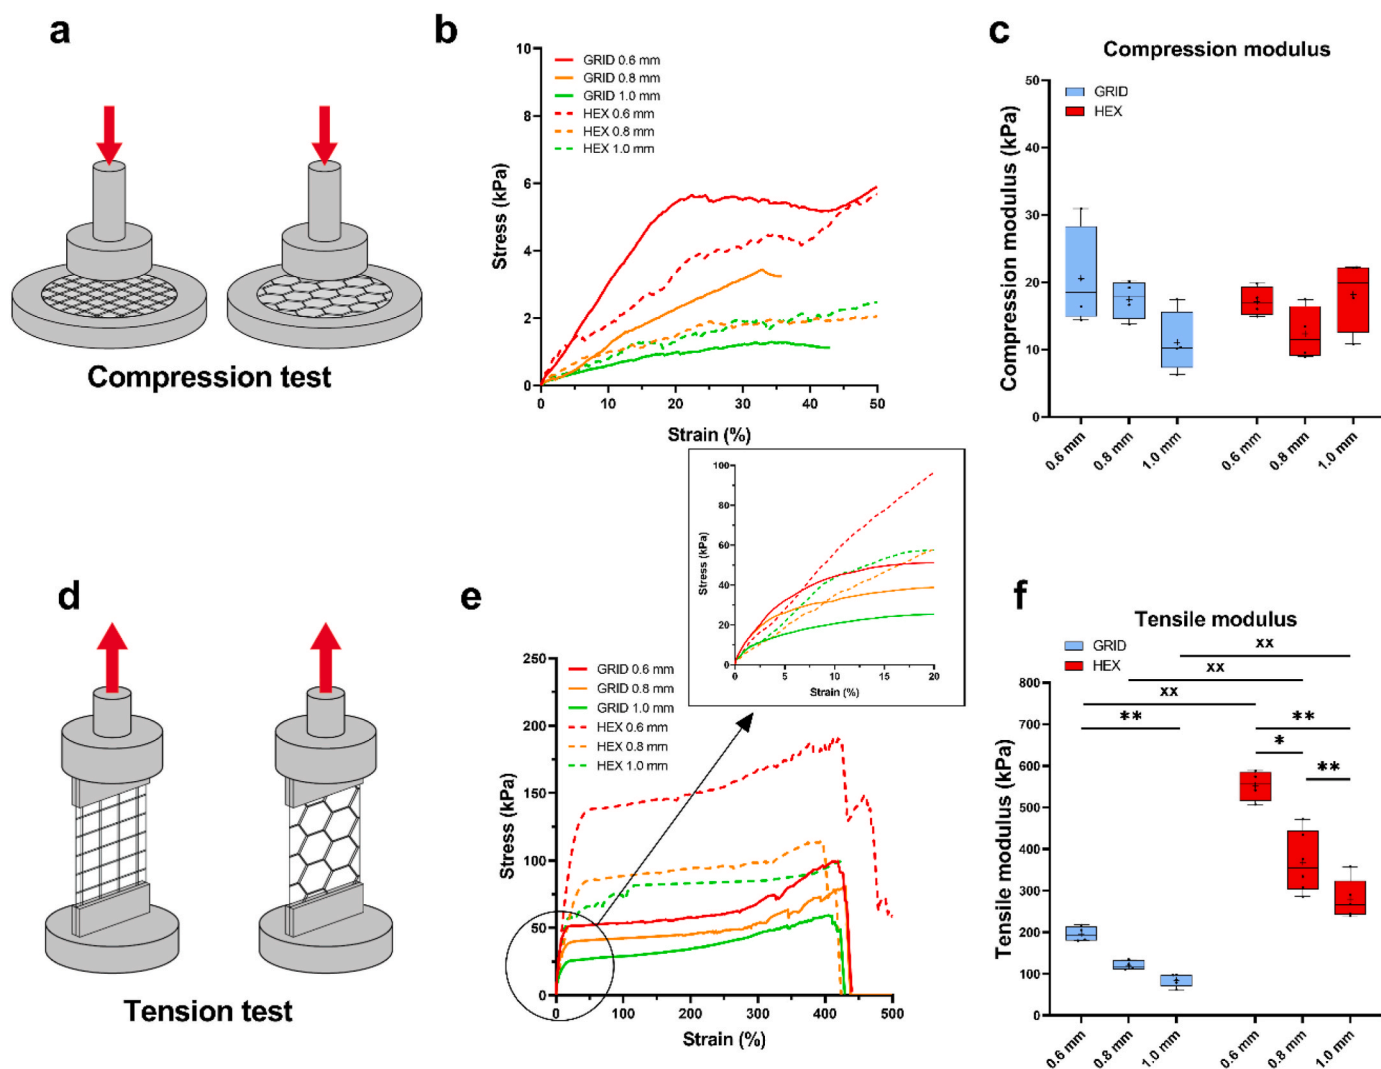 a
Compression test
b
10
8
6
4
2
0
Stress (kPa)
GRID 0.6 mm
GRID 0.8 mm
GRID 1.0 mm
HEX 0.6 mm
HEX 0.8 mm
HEX 1.0 mm
0 10 20 30 40 50
Strain (%)
c
Compression modulus
50
40
30
20
10
0
Compression modulus (kPa)
GRID
HEX
0.6 mm 0.8 mm 1.0 mm 0.6 mm 0.8 mm 1.0 mm
d
Tension test
e
100
80
60
40
20
0
Stress (kPa)
0 5 10 15 20
Strain (%)
250
200
150
100
50
0
Stress (kPa)
GRID 0.6 mm
GRID 0.8 mm
GRID 1.0 mm
HEX 0.6 mm
HEX 0.8 mm
HEX 1.0 mm
0 100 200 300 400 500
Strain (%)
f
Tensile modulus
GRID
HEX
xx
xx
xx
** **
*
**
800
700
600
500
400
300
200
100
0
Tensile modulus (kPa)
0.6 mm 0.8 mm 1.0 mm 0.6 mm 0.8 mm 1.0 mm